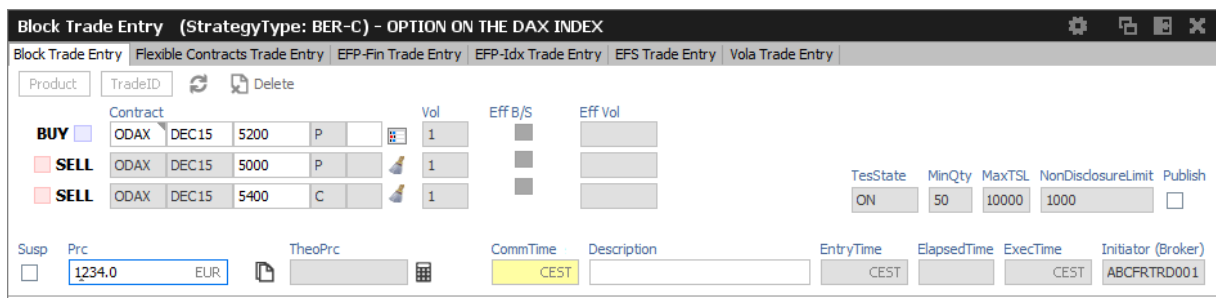 Block Trade Entry (StrategyType: BER-C) - OPTION ON THE DAX INDEX
Block Trade Entry Flexible Contracts Trade Entry EFP-Fin Trade Entry EFP-Idx Trade Entry EFS Trade Entry Vola Trade Entry
Product TradeID Delete
Contract Vol Eff B/S Eff Vol
BUY ODAX DEC15 5200 P 1
SELL ODAX DEC15 5000 P 1
SELL ODAX DEC15 5400 C 1
TesState MinQty MaxTSL NonDisclosureLimit Publish
ON 50 10000 1000
Susp Prc TheoPrc CommTime Description EntryTime ElapsedTime ExecTime Initiator (Broker)
1234.0 EUR CEST CEST CEST ABCFRTRD001